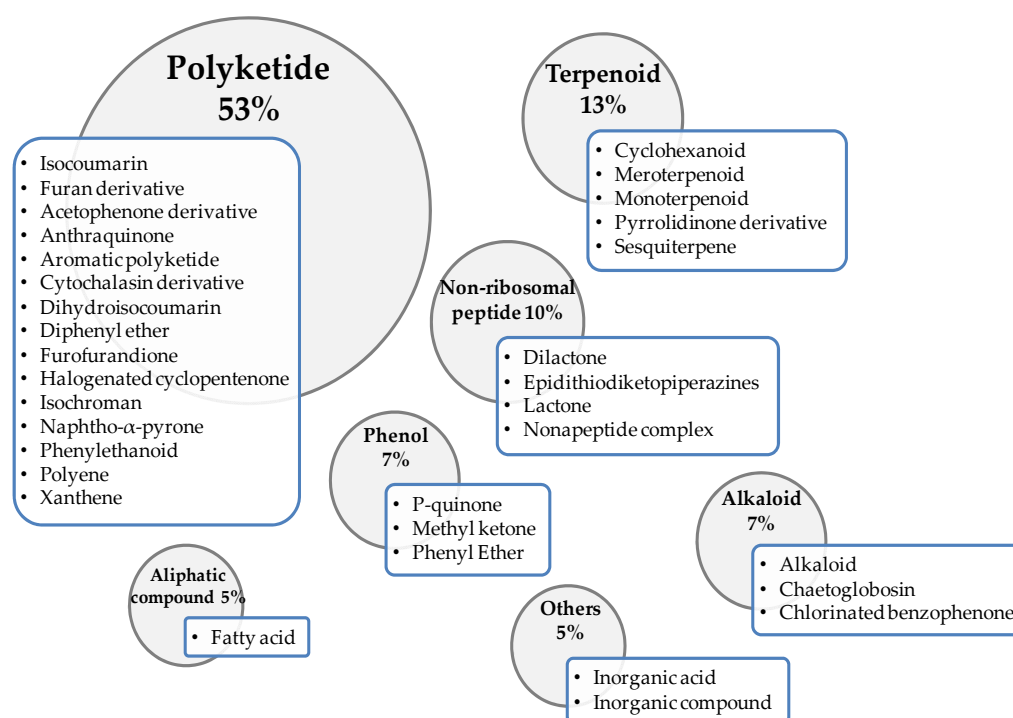 Polyketide
53%
• Isocoumarin
• Furan derivative
• Acetophenone derivative
• Anthraquinone
• Aromatic polyketide
• Cytochalasin derivative
• Dihydroisocoumarin
• Diphenyl ether
• Furofurandione
• Halogenated cyclopentenone
• Isochroman
• Naphtho-α-pyrone
• Phenylethanoid
• Polyene
• Xanthene
Terpenoid
13%
• Cyclohexanoid
• Meroterpenoid
• Monoterpenoid
• Pyrrolidinone derivative
• Sesquiterpene
Non-ribosomal
peptide 10%
• Dilactone
• Epidithiodiketopiperazines
• Lactone
• Nonapeptide complex
Phenol
7%
• P-quinone
• Methyl ketone
• Phenyl Ether
Alkaloid
7%
• Alkaloid
• Chaetoglobosin
• Chlorinated benzophenone
Aliphatic
compound 5%
• Fatty acid
Others
5%
• Inorganic acid
• Inorganic compound